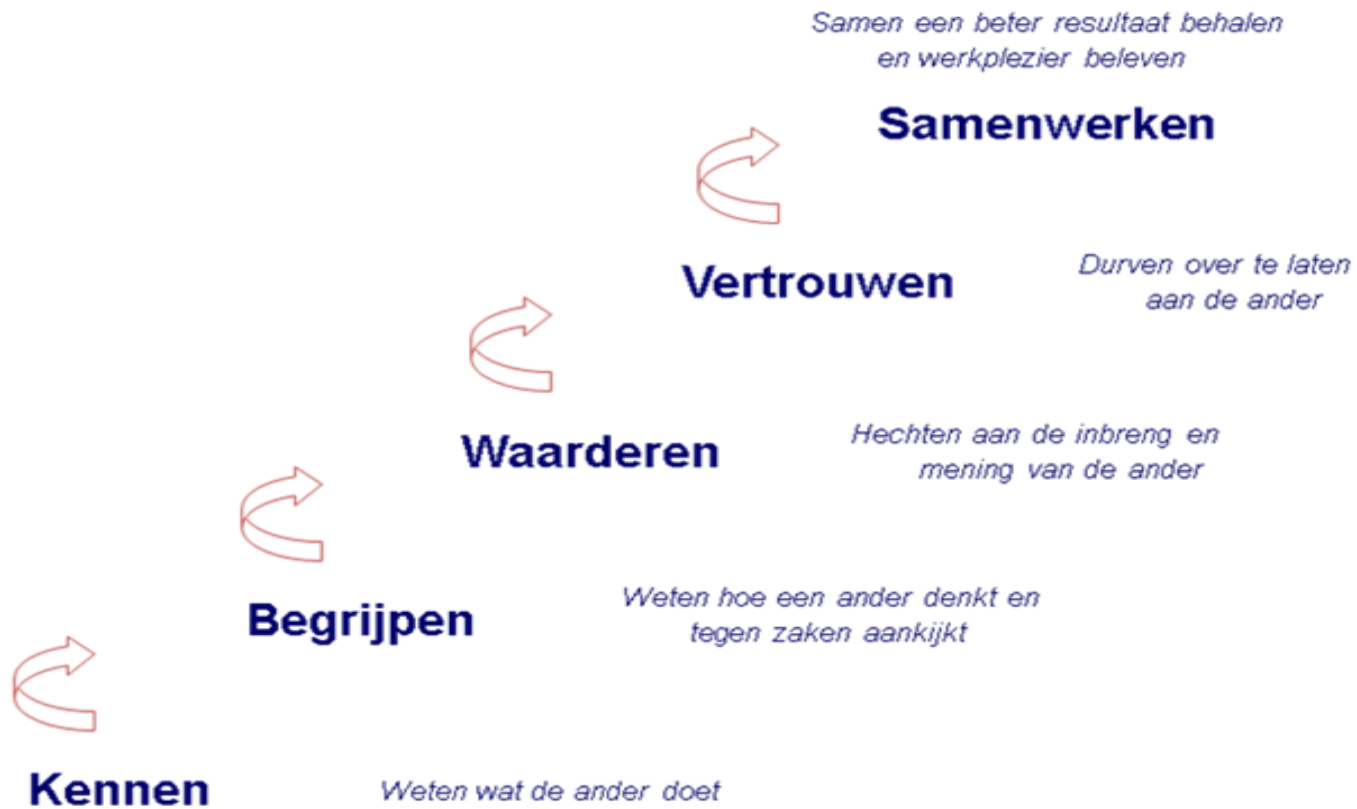 Samen een beter resultaat behalen
en werkplezier beleven
Samenwerken
Vertrouwen
Durven over te laten
aan de ander
Waarderen
Hechten aan de inbreng en
mening van de ander
Begrijpen
Weten hoe een ander denkt en
tegen zaken aankijkt
Kennen
Weten wat de ander doet